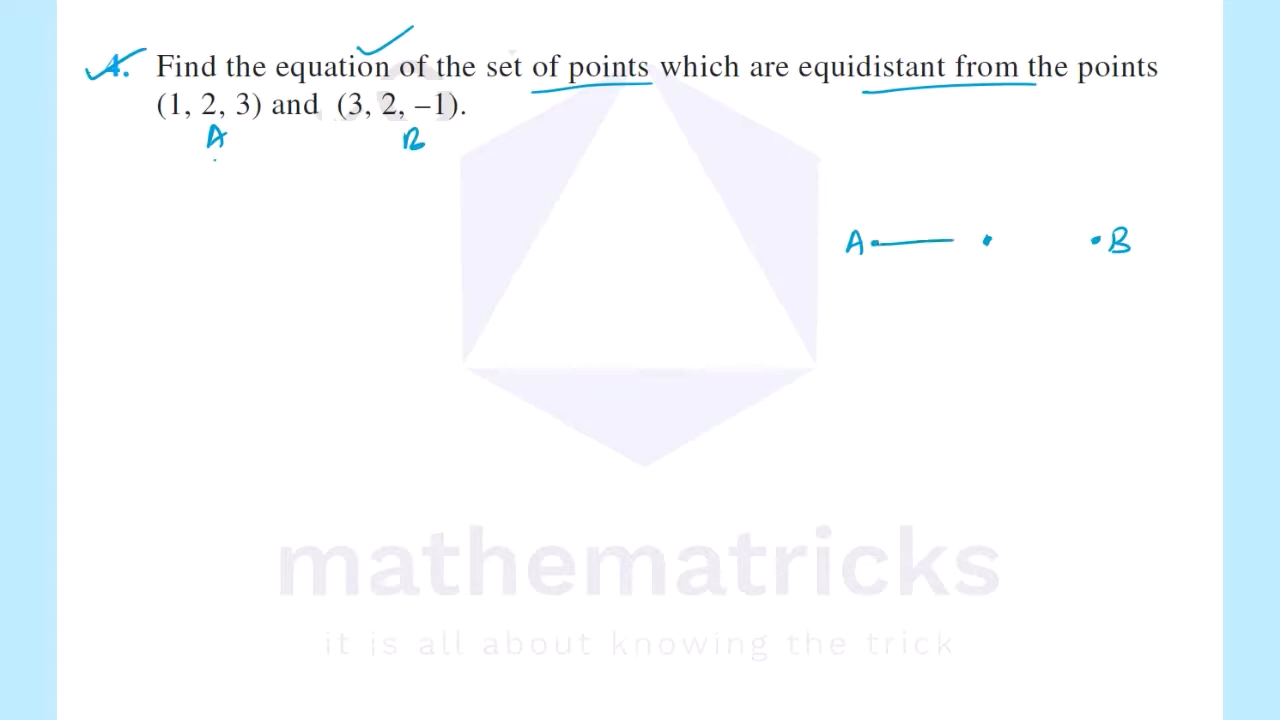 4. Find the equation of the set of points which are equidistant from the points
(1, 2, 3) and (3, 2, –1).
A B
A B
mathematricks
it is all about knowing the trick